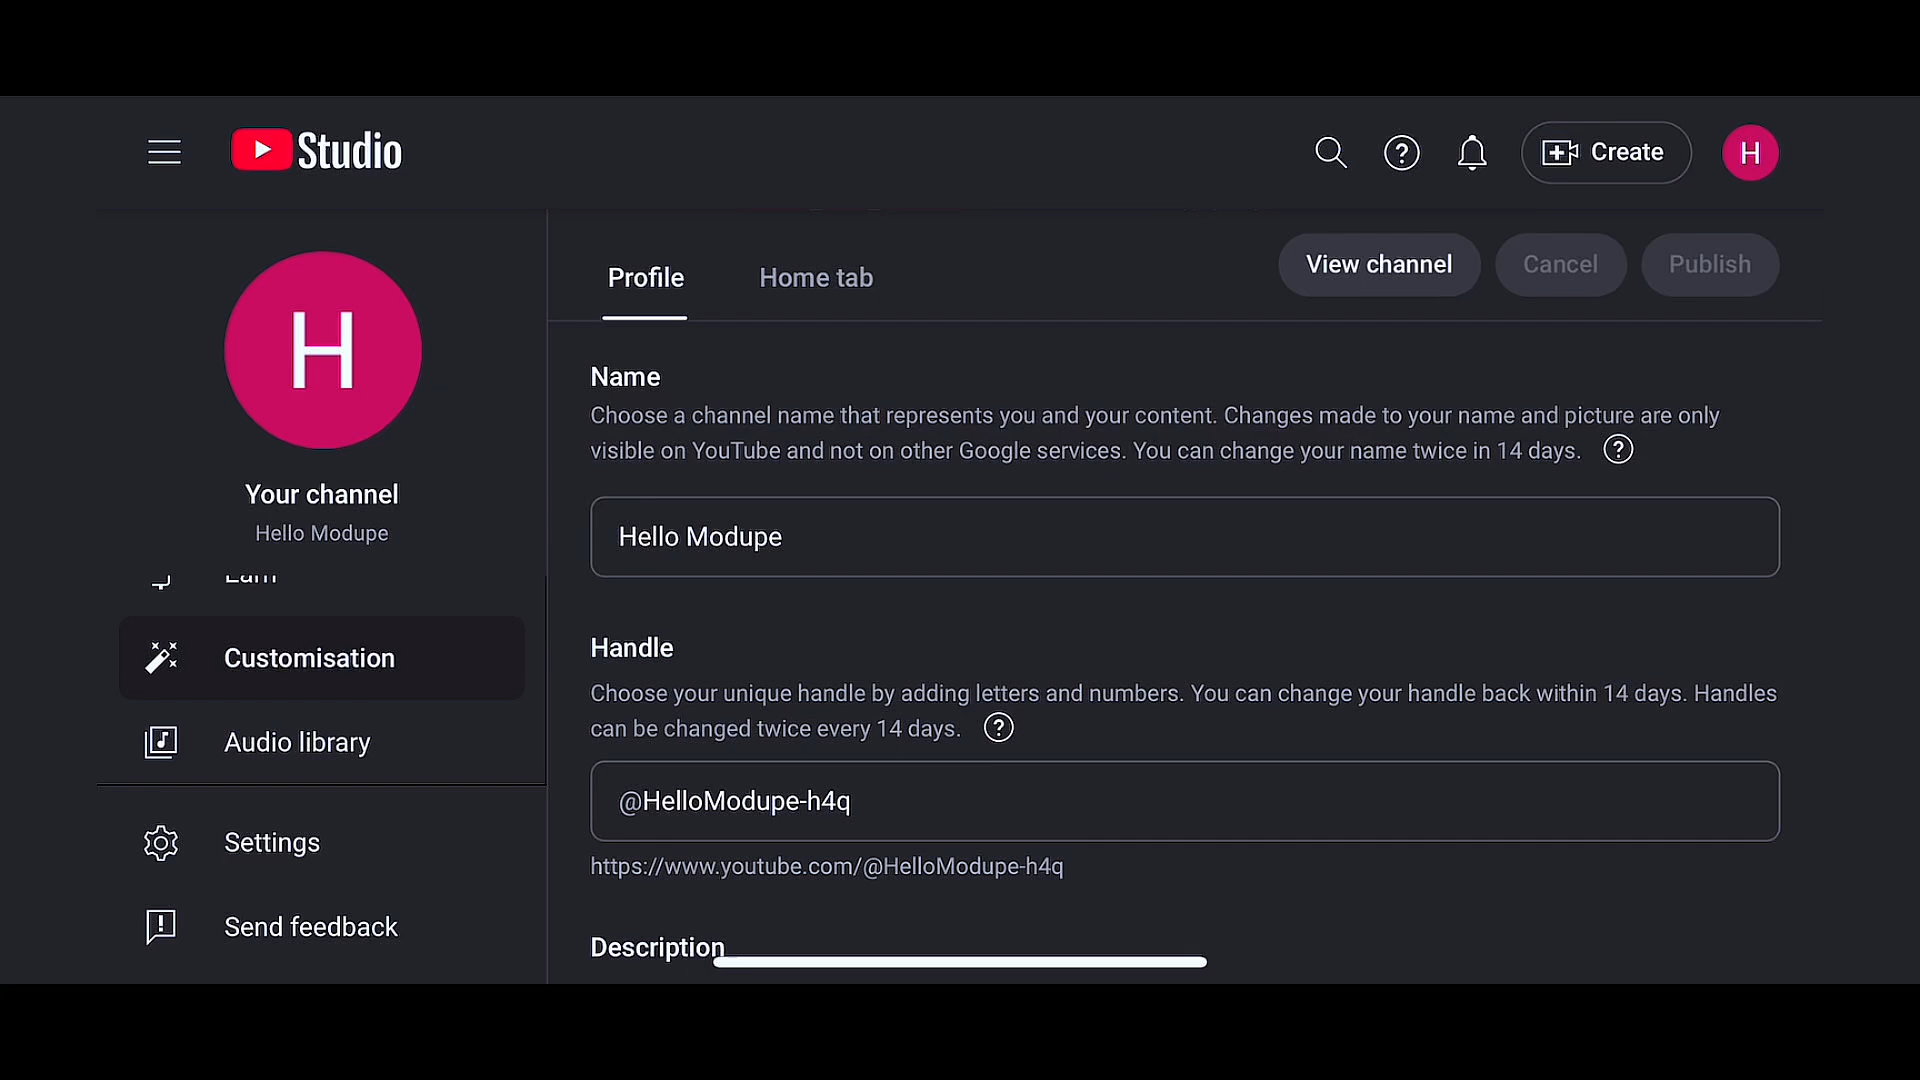 Studio
Create
H
H
Your channel
Hello Modupe
Earn
Customisation
Audio library
Settings
Send feedback
Profile
Home tab
View channel
Cancel
Publish
Name
Choose a channel name that represents you and your content. Changes made to your name and picture are only
visible on YouTube and not on other Google services. You can change your name twice in 14 days.
Hello Modupe
Handle
Choose your unique handle by adding letters and numbers. You can change your handle back within 14 days. Handles
can be changed twice every 14 days.
@HelloModupe-h4q
https://www.youtube.com/@HelloModupe-h4q
Description